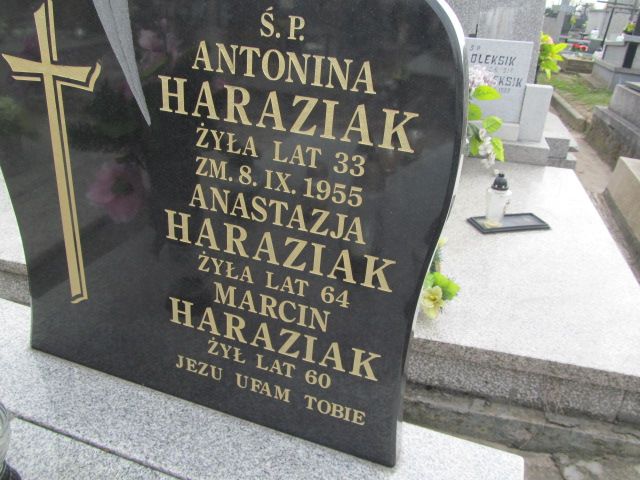 Ś. P.
ANTONINA
HARAZIAK
ŻYŁA LAT 33
ZM. 8. IX. 1955
ANASTAZJA
HARAZIAK
ŻYŁA LAT 64
MARCIN
HARAZIAK
ŻYŁ LAT 60
JEZU UFAM TOBIE
OLEKSIK